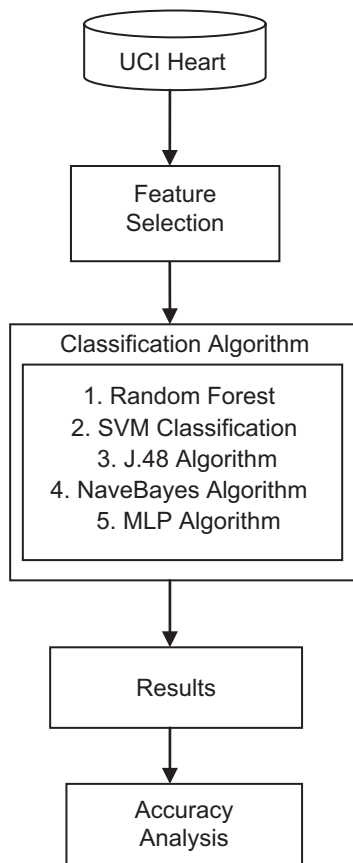 UCI Heart
Feature
Selection
Classification Algorithm
1. Random Forest
2. SVM Classification
3. J.48 Algorithm
4. NaveBayes Algorithm
5. MLP Algorithm
Results
Accuracy
Analysis